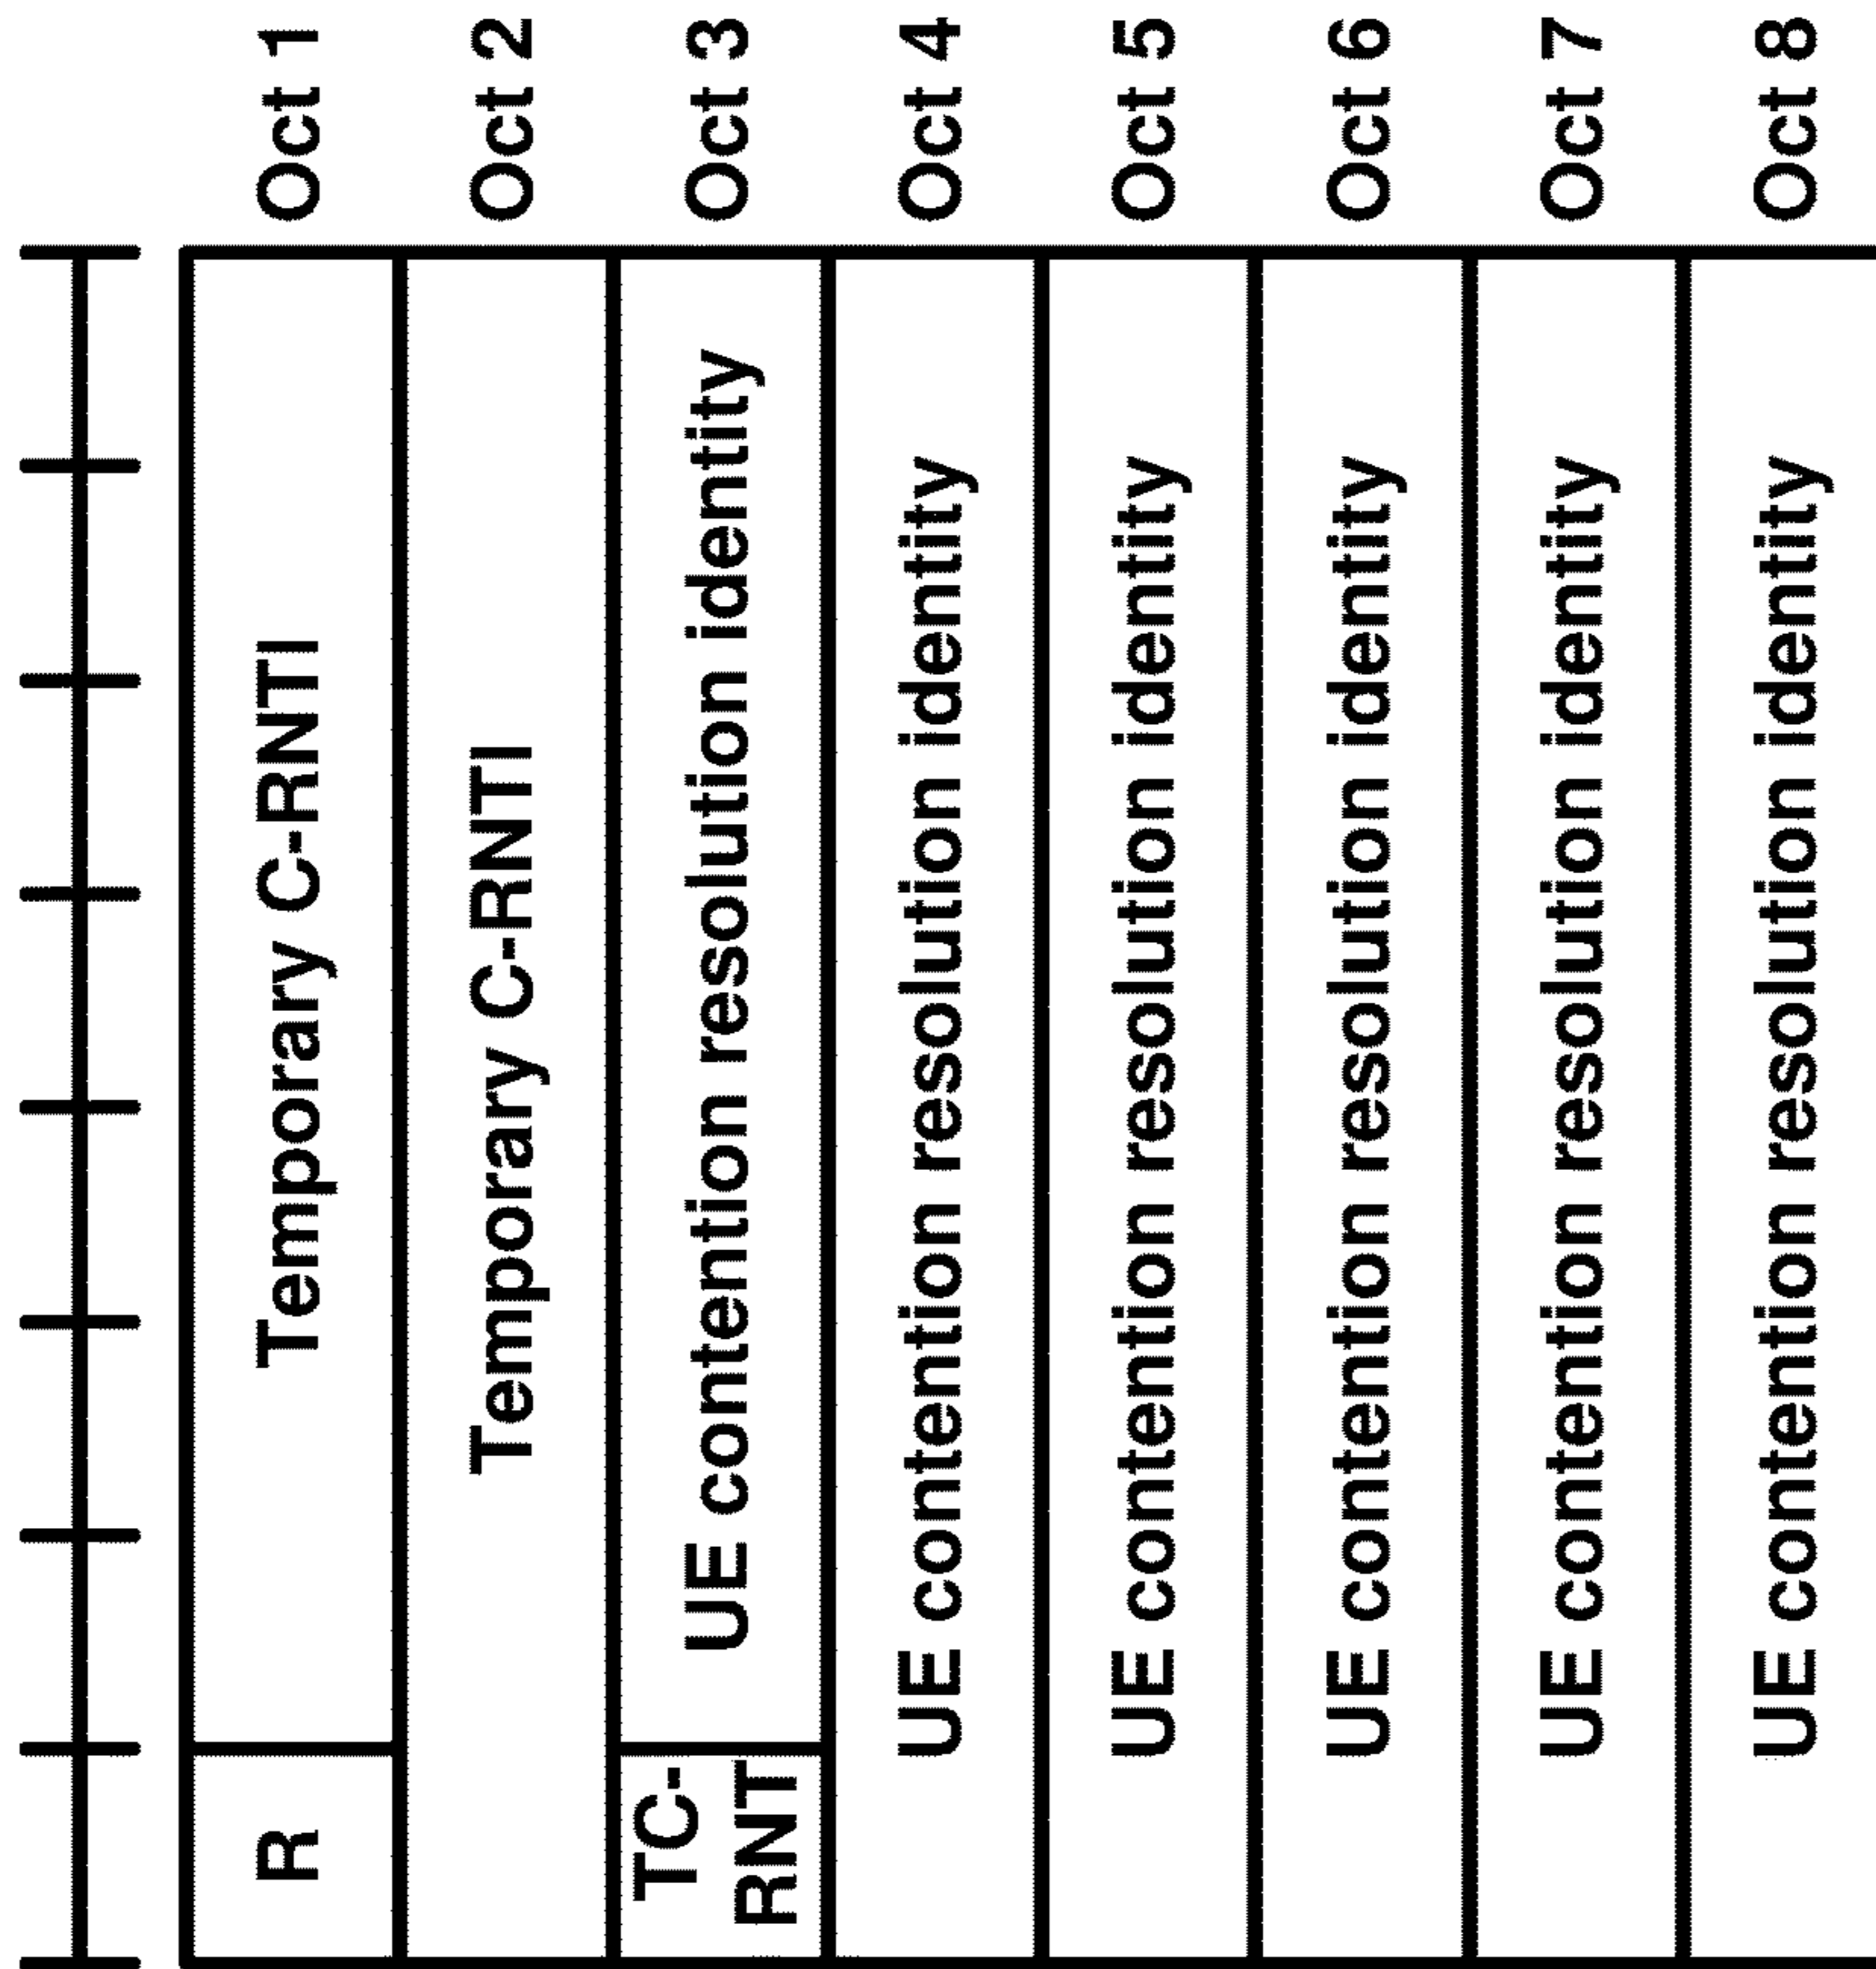 R Temporary C-RNTI Oct 1
Temporary C-RNTI Oct 2
TC-
RNT UE contention resolution identity Oct 3
UE contention resolution identity Oct 4
UE contention resolution identity Oct 5
UE contention resolution identity Oct 6
UE contention resolution identity Oct 7
UE contention resolution identity Oct 8